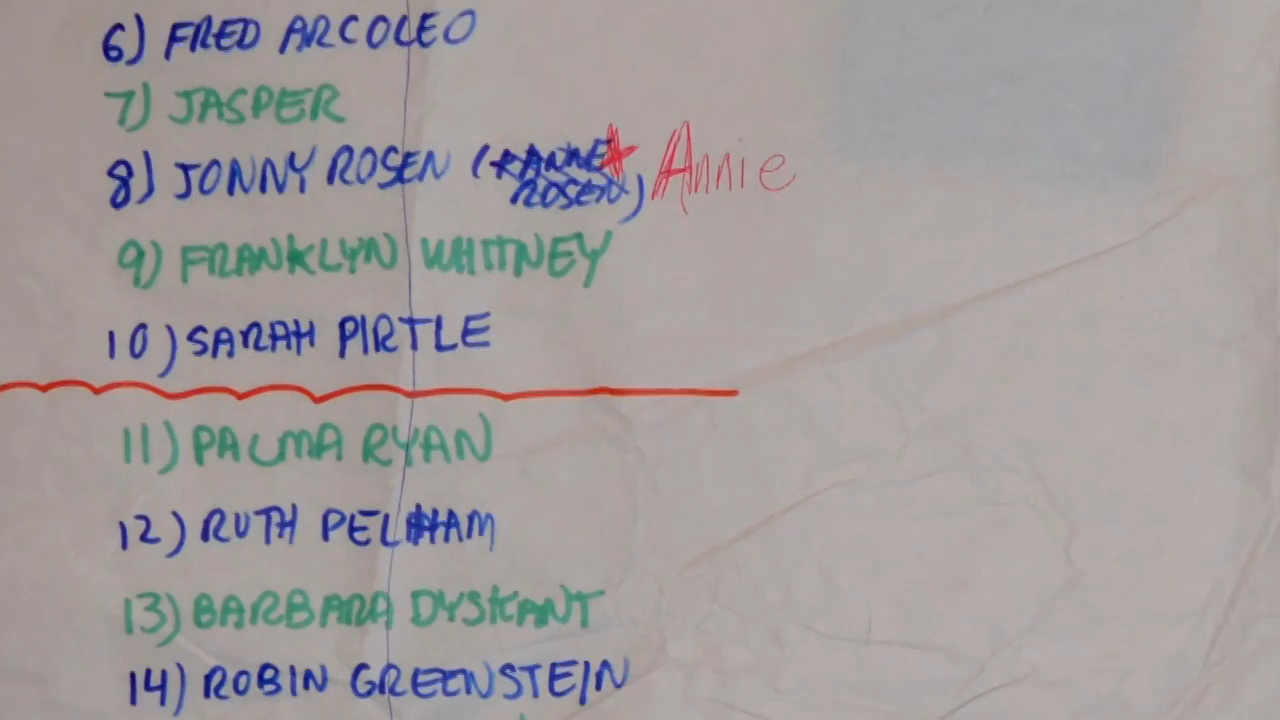 6) FRED ARCOLEO
7) JASPER
8) JONNY ROSEN (+ ANNE ROSEN) Annie
9) FRANKLYN WHITNEY
10) SARAH PIRTLE
11) PALMA RYAN
12) RUTH PELHAM
13) BARBARA DYSKANT
14) ROBIN GREENSTEIN